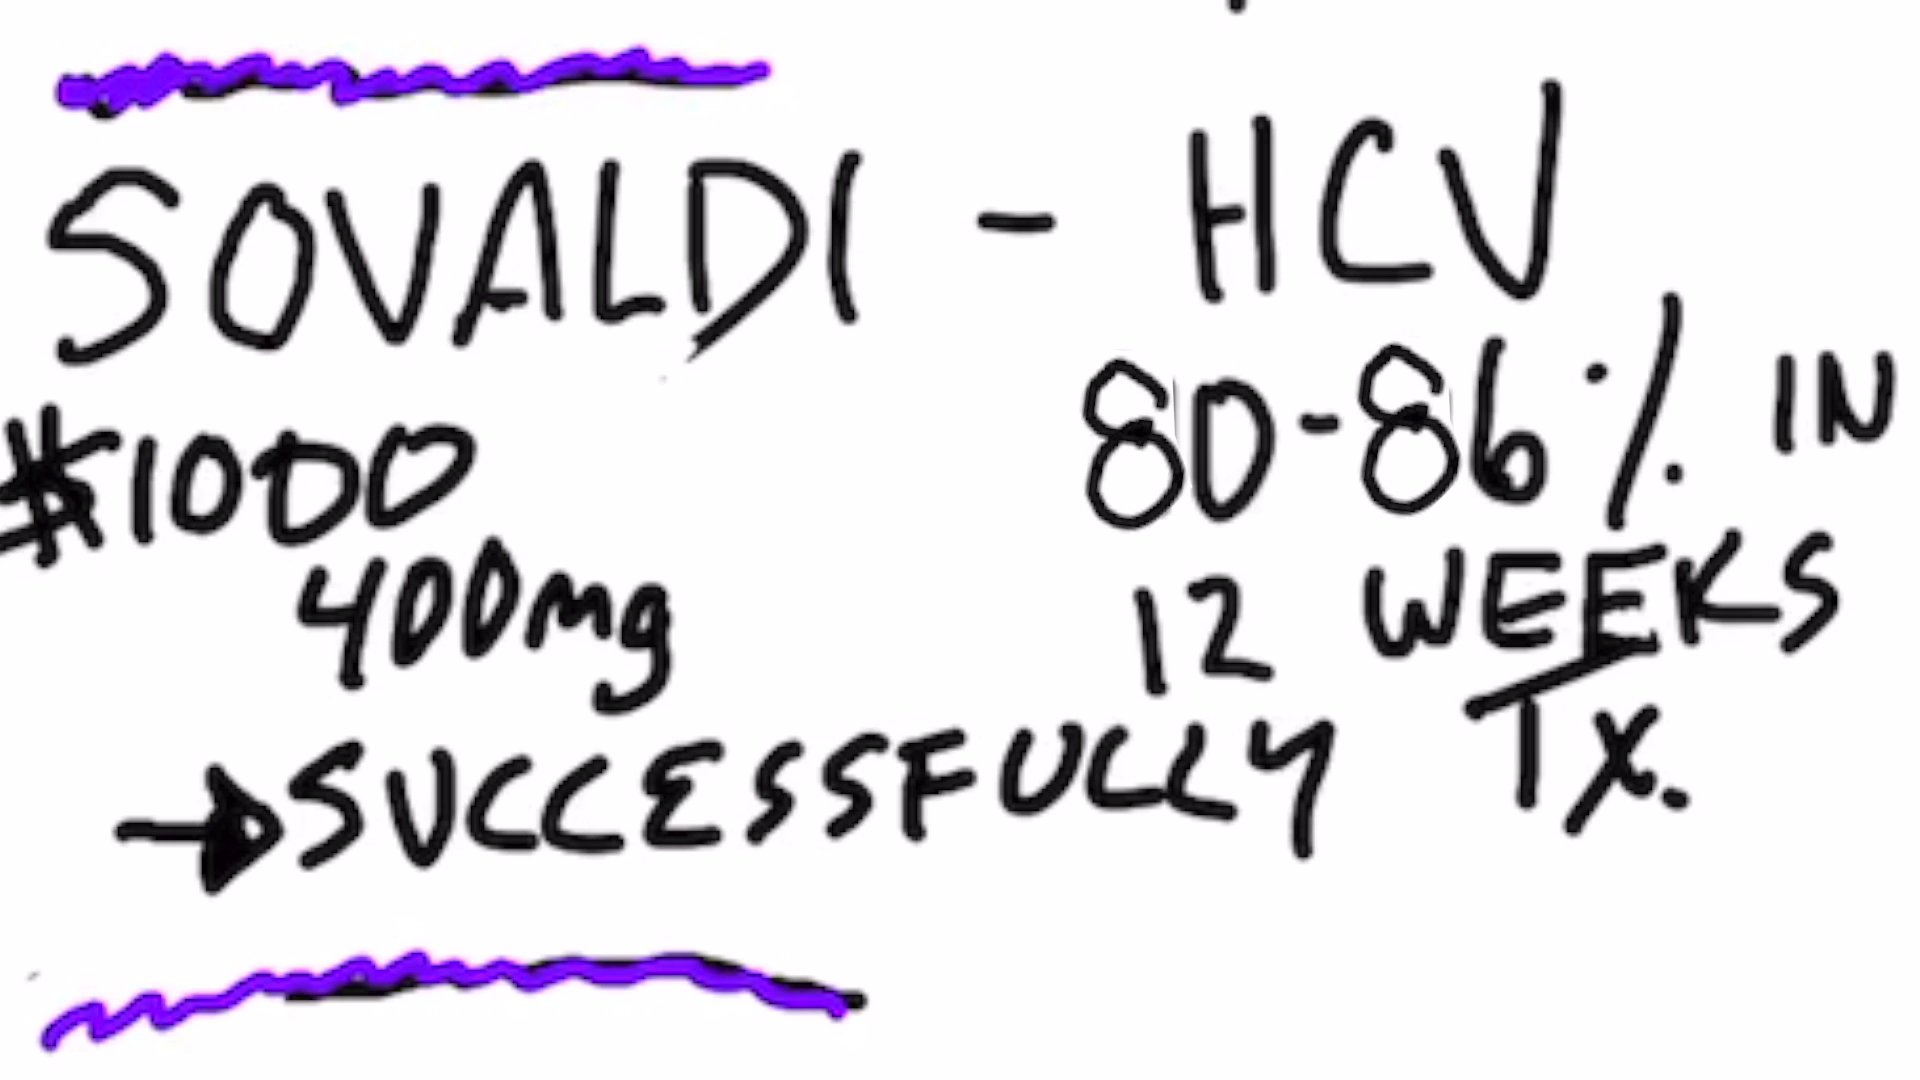 SOVALDI - HCV
$1000 80-86% IN
400mg 12 WEEKS
→ SUCCESSFULLY TX.